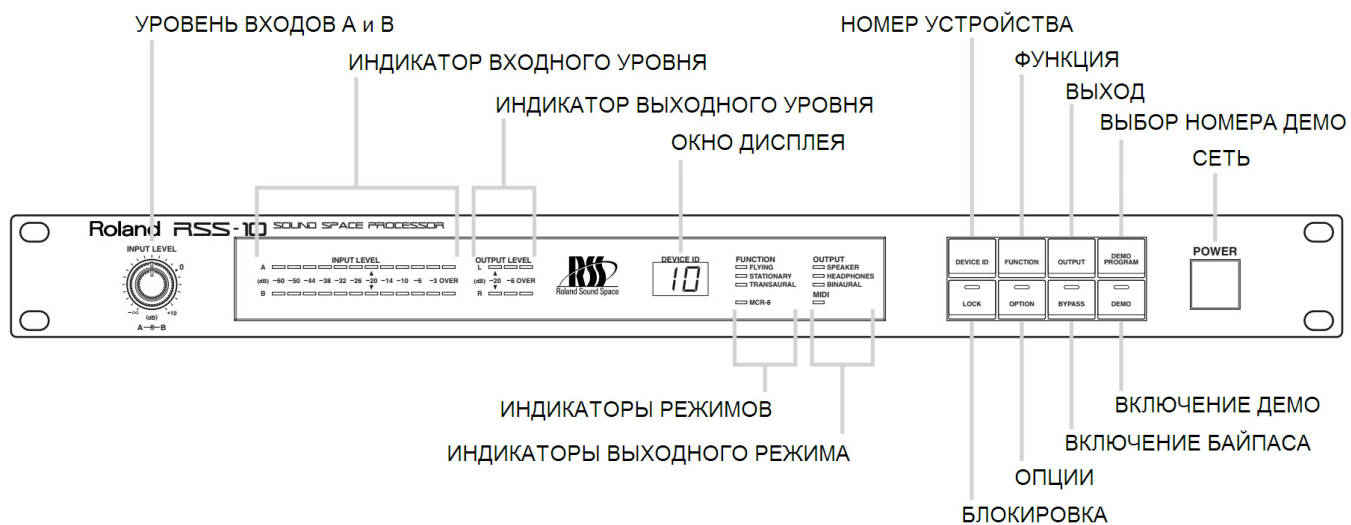 УРОВЕНЬ ВХОДОВ А и В
НОМЕР УСТРОЙСТВА
ИНДИКАТОР ВХОДНОГО УРОВНЯ
ФУНКЦИЯ
ИНДИКАТОР ВЫХОДНОГО УРОВНЯ
ВЫХОД
ОКНО ДИСПЛЕЯ
ВЫБОР НОМЕРА ДЕМО
СЕТЬ
Roland RSS-10 SOUND SPACE PROCESSOR
INPUT LEVEL
0
-∞ +10
(dB)
A B
INPUT LEVEL
A
(dB) -60 -50 -44 -38 -32 -26 -20 -14 -10 -6 -3 OVER
B
OUTPUT LEVEL
L
(dB) -20 -6 OVER
R
RSS
Roland Sound Space
DEVICE ID
10
FUNCTION
FLYING
STATIONARY
TRANSAURAL
MCR-8
OUTPUT
SPEAKER
HEADPHONES
BINAURAL
MIDI
DEVICE ID FUNCTION OUTPUT DEMO PROGRAM
LOCK OPTION BYPASS DEMO
POWER
ИНДИКАТОРЫ РЕЖИМОВ
ИНДИКАТОРЫ ВЫХОДНОГО РЕЖИМА
ВКЛЮЧЕНИЕ ДЕМО
ВКЛЮЧЕНИЕ БАЙПАСА
ОПЦИИ
БЛОКИРОВКА